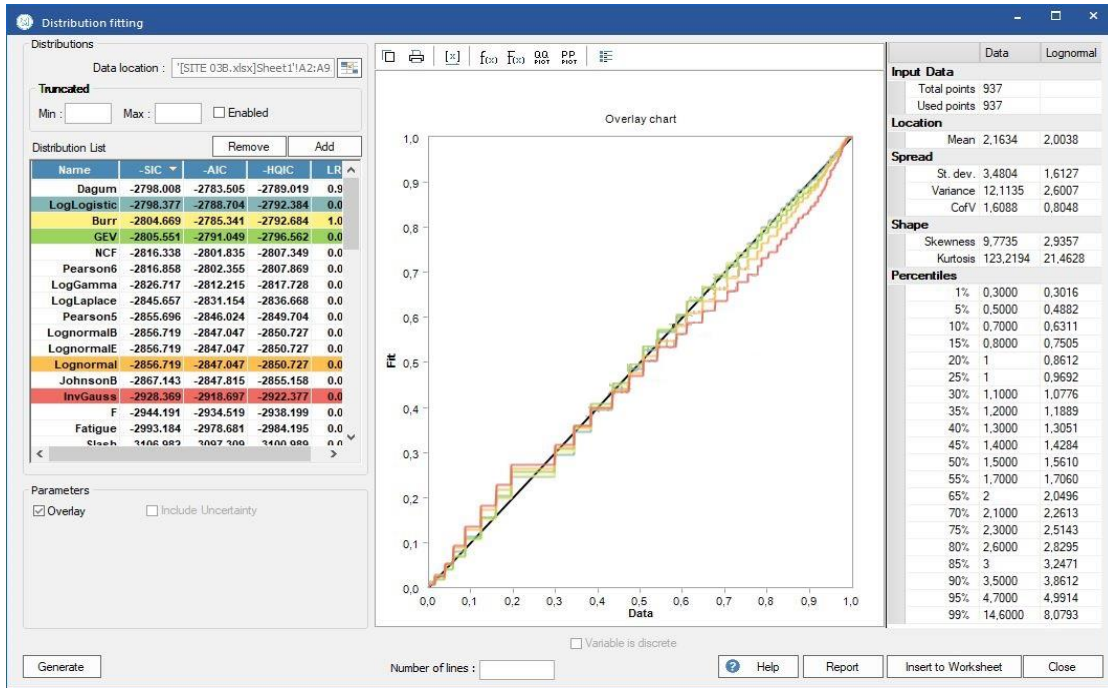 Distribution fitting
Distributions
Data location : '[SITE 03B.xlsx]Sheet1'!A2:A9
Truncated
Min : Max : Enabled
Distribution List Remove Add
Name -SIC -AIC -HQIC LR
Dagum -2798.008 -2783.505 -2789.019 0.9
LogLogistic -2798.377 -2788.704 -2792.384 0.0
Burr -2804.669 -2785.341 -2792.684 1.0
GEV -2805.551 -2791.049 -2796.562 0.0
NCF -2816.338 -2801.835 -2807.349 0.0
Pearson6 -2816.858 -2802.355 -2807.869 0.0
LogGamma -2826.717 -2812.215 -2817.728 0.0
LogLaplace -2845.657 -2831.154 -2836.668 0.0
Pearson5 -2855.696 -2846.024 -2849.704 0.0
LognormalB -2856.719 -2847.047 -2850.727 0.0
LognormalE -2856.719 -2847.047 -2850.727 0.0
Lognormal -2856.719 -2847.047 -2850.727 0.0
JohnsonB -2867.143 -2847.815 -2855.158 0.0
InvGauss -2928.369 -2918.697 -2922.377 0.0
F -2944.191 -2934.519 -2938.199 0.0
Fatigue -2993.184 -2978.681 -2984.195 0.0
Slash 3106.982 3097.309 3100.989 0.0
Parameters
Overlay Include Uncertainty
Generate
[x] f(x) F(x) QQ PLOT PP PLOT
Overlay chart
1,0
0,9
0,8
0,7
0,6
0,5
0,4
0,3
0,2
0,1
0,0
Fit
0,0 0,1 0,2 0,3 0,4 0,5 0,6 0,7 0,8 0,9 1,0
Data
Variable is discrete
Number of lines :
Data Lognormal
Input Data
Total points 937
Used points 937
Location
Mean 2,1634 2,0038
Spread
St. dev. 3,4804 1,6127
Variance 12,1135 2,6007
CofV 1,6088 0,8048
Shape
Skewness 9,7735 2,9357
Kurtosis 123,2194 21,4628
Percentiles
1% 0,3000 0,3016
5% 0,5000 0,4882
10% 0,7000 0,6311
15% 0,8000 0,7505
20% 1 0,8612
25% 1 0,9692
30% 1,1000 1,0776
35% 1,2000 1,1889
40% 1,3000 1,3051
45% 1,4000 1,4284
50% 1,5000 1,5610
55% 1,7000 1,7060
65% 2 2,0496
70% 2,1000 2,2613
75% 2,3000 2,5143
80% 2,6000 2,8295
85% 3 3,2471
90% 3,5000 3,8612
95% 4,7000 4,9914
99% 14,6000 8,0793
Help Report Insert to Worksheet Close